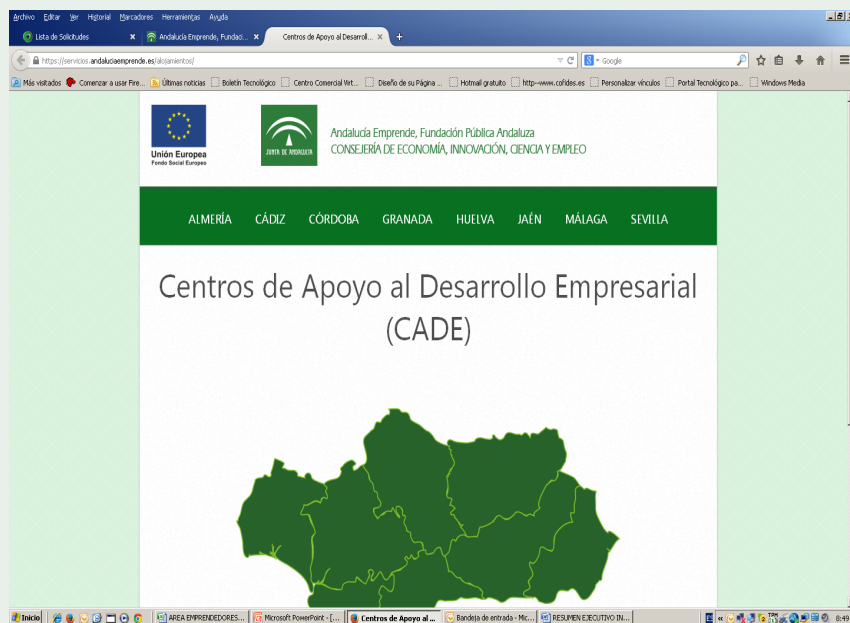 Archivo Editar Ver Historial Marcadores Herramientas Ayuda
Lista de Solicitudes × Andalucía Emprende, Fundaci... × Centros de Apoyo al Desarroll... × +
https://servicios.andaluciaemprende.es/alojamientos/ Google
Más visitados Comenzar a usar Fire... Últimas noticias Boletín Tecnológico Centro Comercial Virt... Diseño de su Página ... Hotmail gratuito http--www.cofides.es Personalizar vínculos Portal Tecnológico pa... Windows Media
Unión Europea
Fondo Social Europeo
JUNTA DE ANDALUCIA
Andalucía Emprende, Fundación Pública Andaluza
CONSEJERÍA DE ECONOMÍA, INNOVACIÓN, CIENCIA Y EMPLEO
ALMERÍA CÁDIZ CÓRDOBA GRANADA HUELVA JAÉN MÁLAGA SEVILLA
Centros de Apoyo al Desarrollo Empresarial
(CADE)
Inicio AREA EMPRENDEDORES... Microsoft PowerPoint - [... Centros de Apoyo al ... Bandeja de entrada - Mic... RESUMEN EJECUTIVO IN... 8:49